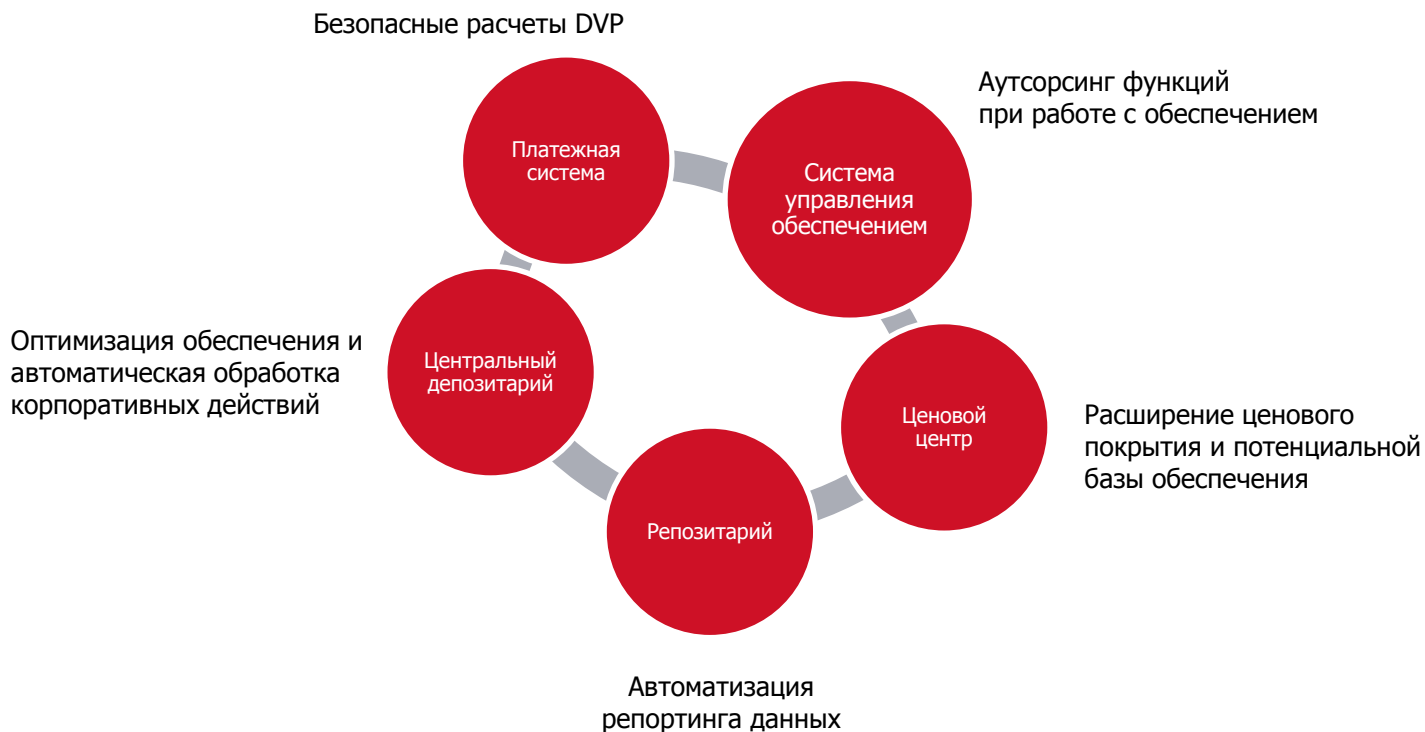 Безопасные расчеты DVP
Аутсорсинг функций
при работе с обеспечением
Платежная
система
Система
управления
обеспечением
Оптимизация обеспечения и
автоматическая обработка
корпоративных действий
Центральный
депозитарий
Ценовой
центр
Расширение ценового
покрытия и потенциальной
базы обеспечения
Репозитарий
Автоматизация
репортинга данных